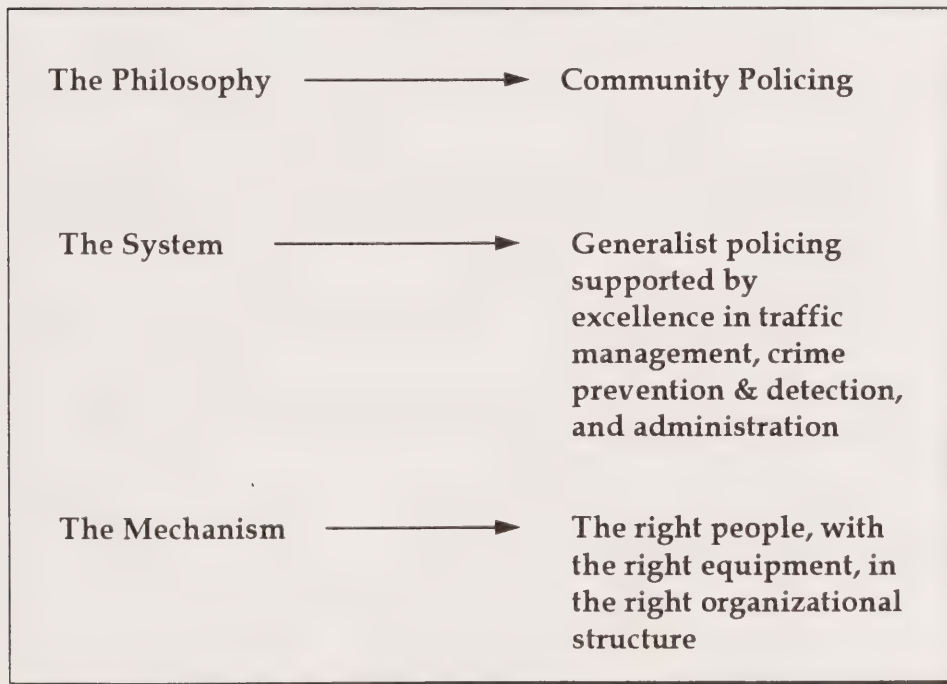 The Philosophy
Community Policing
The System
Generalist policing
supported by
excellence in traffic
management, crime
prevention & detection,
and administration
The Mechanism
The right people, with
the right equipment, in
the right organizational
structure